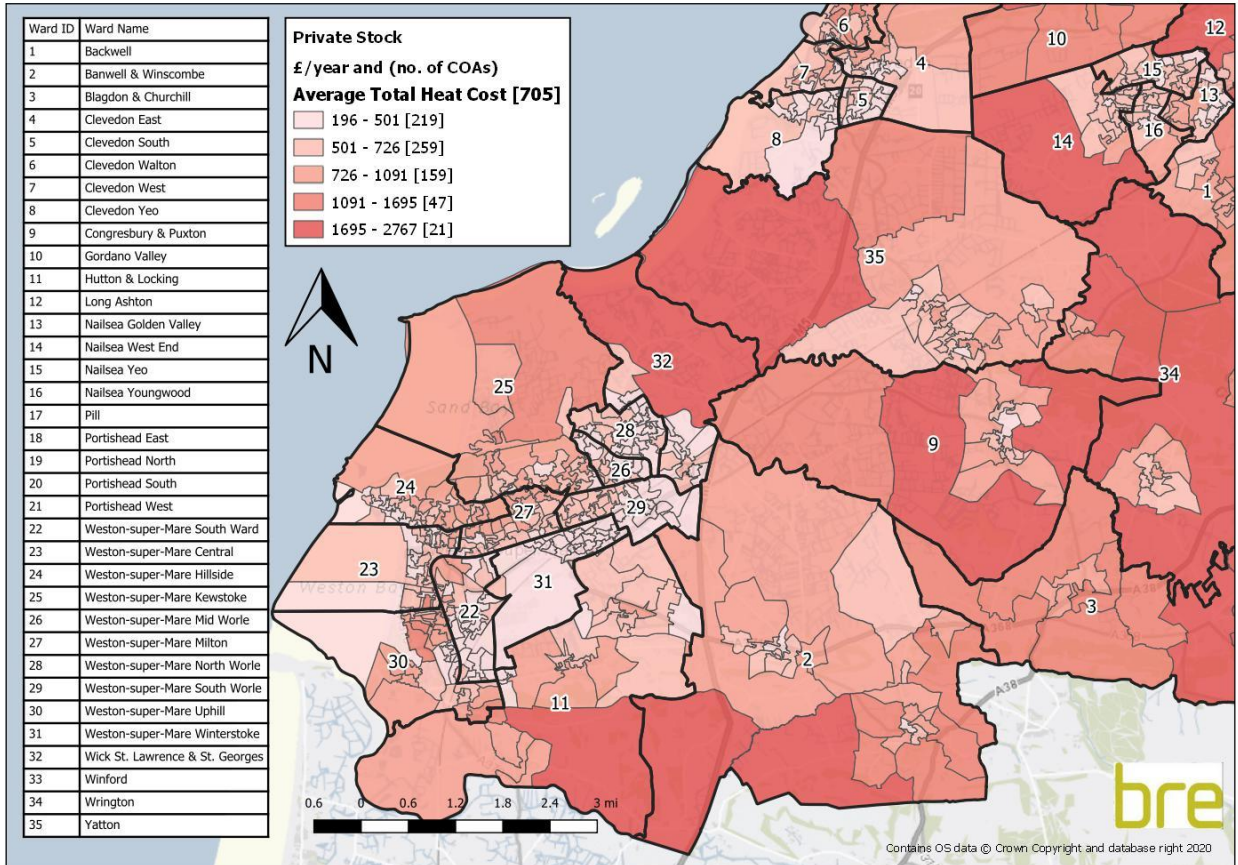 Ward ID Ward Name
1 Backwell
2 Banwell & Winscombe
3 Blagdon & Churchill
4 Clevedon East
5 Clevedon South
6 Clevedon Walton
7 Clevedon West
8 Clevedon Yeo
9 Congresbury & Puxton
10 Gordano Valley
11 Hutton & Locking
12 Long Ashton
13 Nailsea Golden Valley
14 Nailsea West End
15 Nailsea Yeo
16 Nailsea Youngwood
17 Pill
18 Portishead East
19 Portishead North
20 Portishead South
21 Portishead West
22 Weston-super-Mare South Ward
23 Weston-super-Mare Central
24 Weston-super-Mare Hillside
25 Weston-super-Mare Kewstoke
26 Weston-super-Mare Mid Worle
27 Weston-super-Mare Milton
28 Weston-super-Mare North Worle
29 Weston-super-Mare South Worle
30 Weston-super-Mare Uphill
31 Weston-super-Mare Winterstoke
32 Wick St. Lawrence & St. Georges
33 Winford
34 Wrington
35 Yatton
Private Stock
£/year and (no. of COAs)
Average Total Heat Cost [705]
196 - 501 [219]
501 - 726 [259]
726 - 1091 [159]
1091 - 1695 [47]
1695 - 2767 [21]
N
6
10
12
4
7
15
5
13
16
8
14
1
35
32
34
25
28
9
26
24
27
29
23
31
22
3
A38
2
30
11
A38
0.6 0 0.6 1.2 1.8 2.4 3 mi
bre
Contains OS data © Crown Copyright and database right 2020